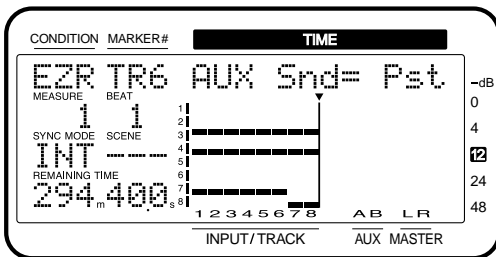 CONDITION MARKER# TIME
EZR TR6 AUX Snd= Pst
MEASURE BEAT
1 1
SYNC MODE SCENE
INT ---
REMAINING TIME
294m400s
1
2
3
4
5
6
7
8
1 2 3 4 5 6 7 8 A B L R
INPUT/TRACK AUX MASTER
–dB
0
4
12
24
48